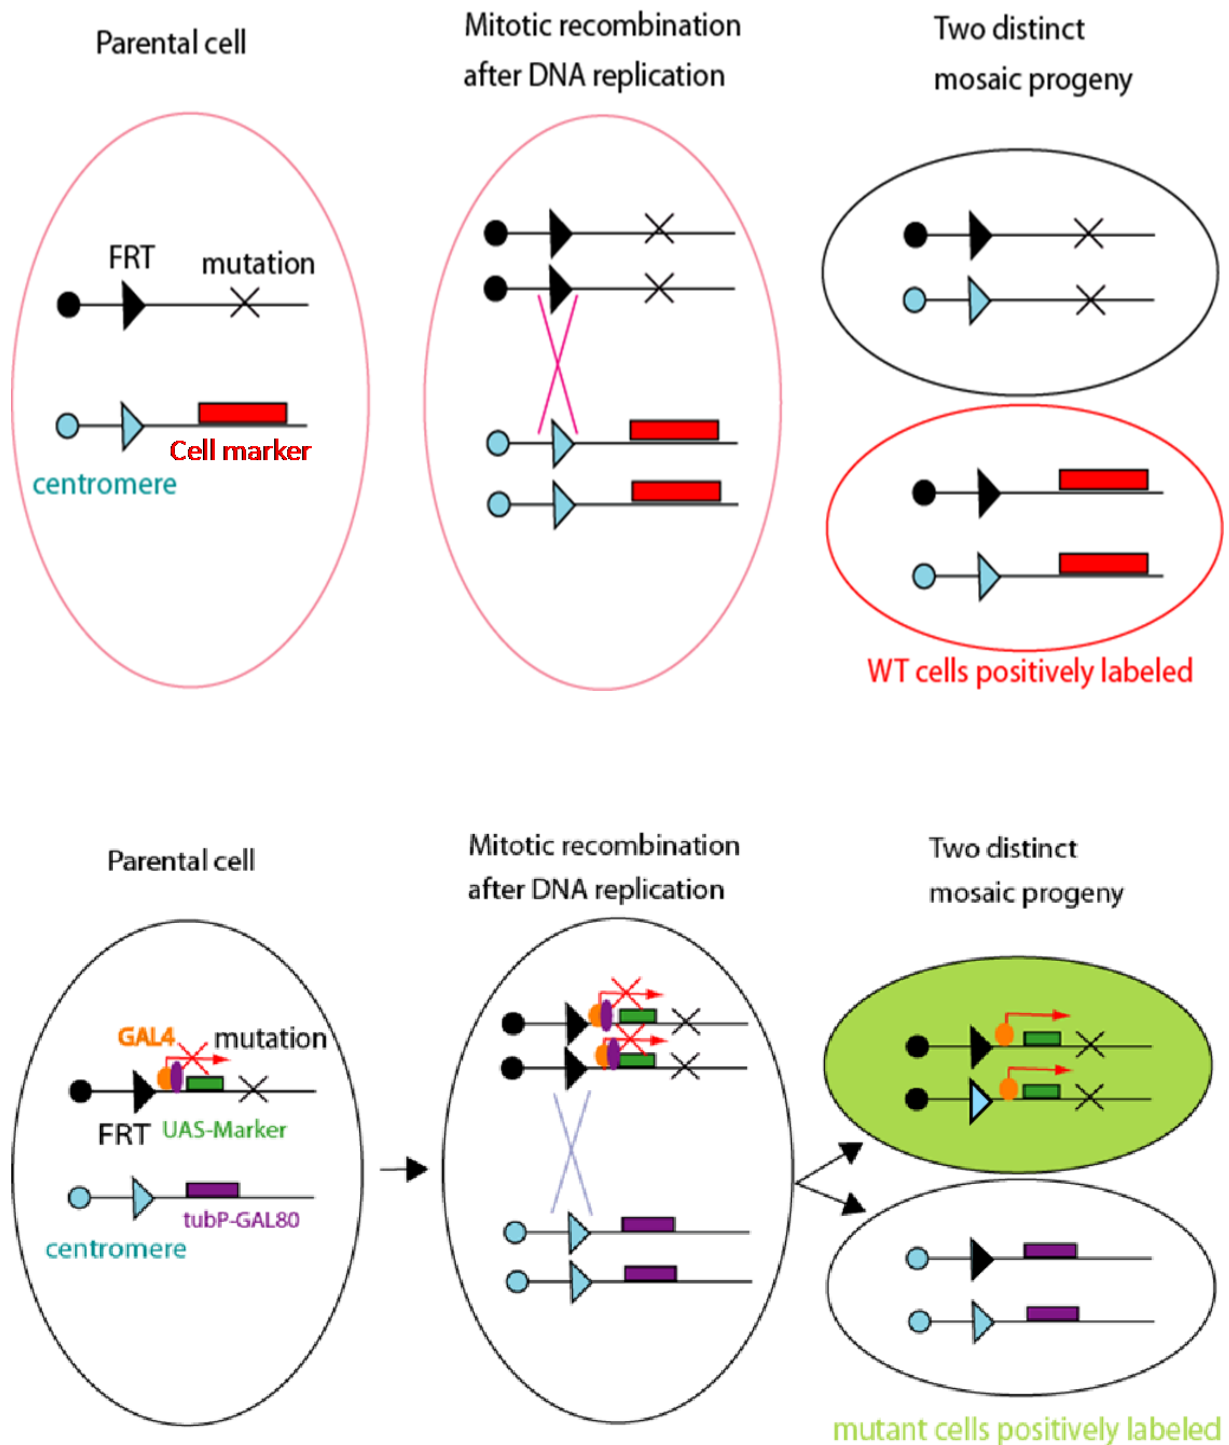 Parental cell
Mitotic recombination
after DNA replication
Two distinct
mosaic progeny
FRT
mutation
Cell marker
centromere
WT cells positively labeled
Parental cell
Mitotic recombination
after DNA replication
Two distinct
mosaic progeny
GAL4
mutation
FRT
UAS-Marker
tubP-GAL80
centromere
mutant cells positively labeled